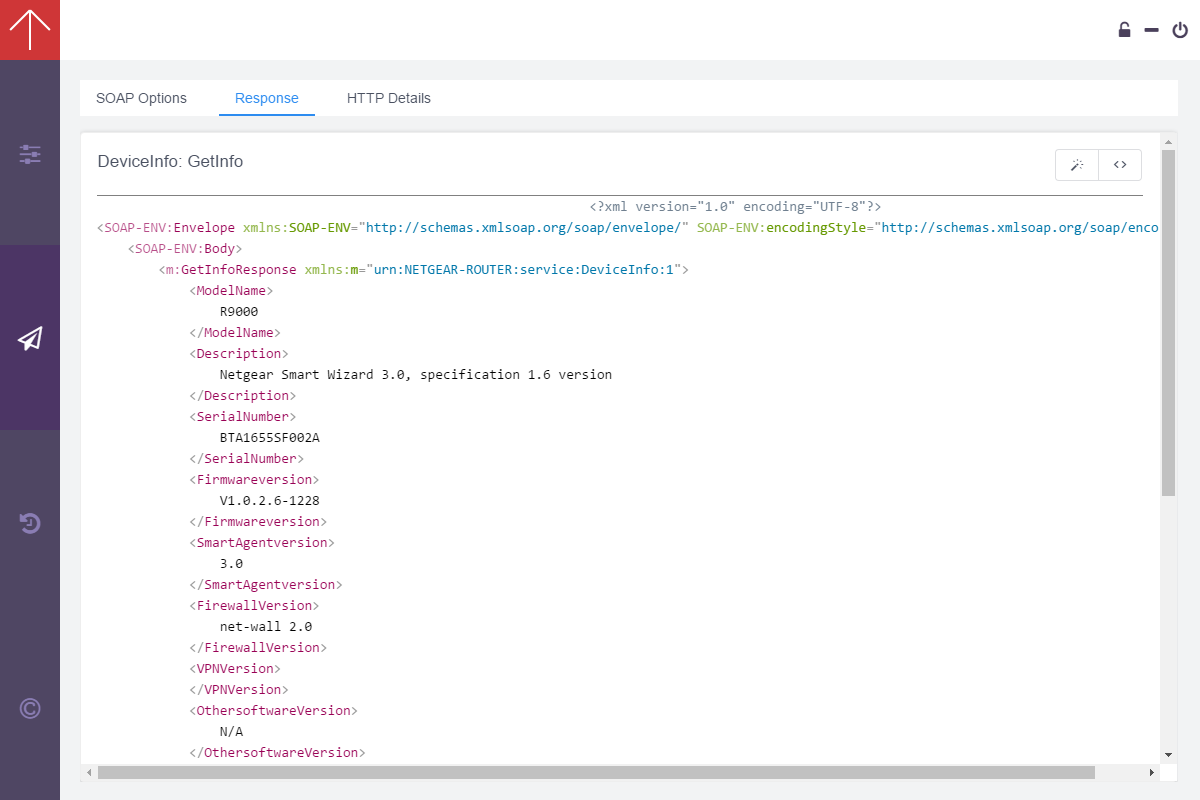 SOAP Options Response HTTP Details
DeviceInfo: GetInfo
<?xml version="1.0" encoding="UTF-8"?>
<SOAP-ENV:Envelope xmlns:SOAP-ENV="http://schemas.xmlsoap.org/soap/envelope/" SOAP-ENV:encodingStyle="http://schemas.xmlsoap.org/soap/enco
<SOAP-ENV:Body>
<m:GetInfoResponse xmlns:m="urn:NETGEAR-ROUTER:service:DeviceInfo:1">
<ModelName>
R9000
</ModelName>
<Description>
Netgear Smart Wizard 3.0, specification 1.6 version
</Description>
<SerialNumber>
BTA1655SF002A
</SerialNumber>
<Firmwareversion>
V1.0.2.6-1228
</Firmwareversion>
<SmartAgentversion>
3.0
</SmartAgentversion>
<FirewallVersion>
net-wall 2.0
</FirewallVersion>
<VPNVersion>
</VPNVersion>
<OthersoftwareVersion>
N/A
</OthersoftwareVersion>